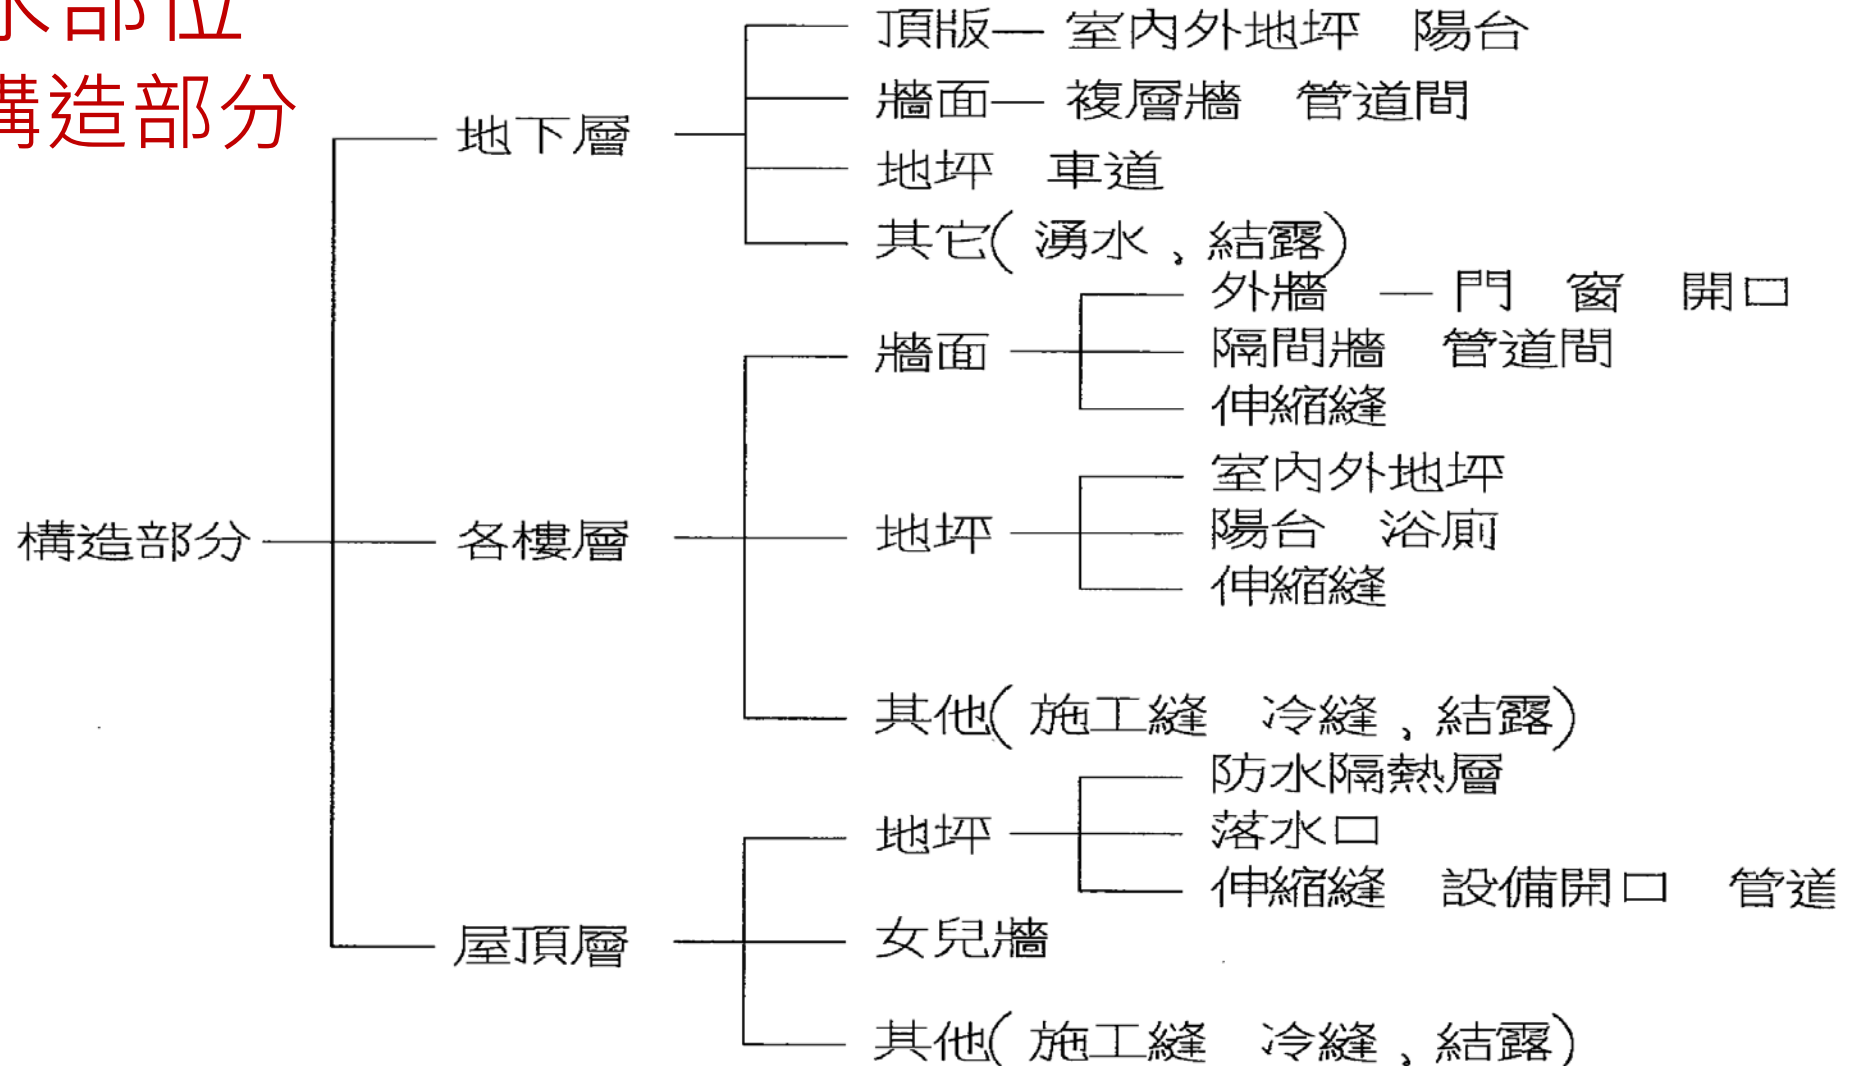 水部位
構造部分
頂版— 室內外地坪 陽台
牆面— 複層牆 管道間
地下層
地坪 車道
其它( 湧水、結露)
外牆 — 門 窗 開口
牆面
隔間牆 管道間
伸縮縫
室內外地坪
構造部分
各樓層
地坪
陽台 浴廁
伸縮縫
其他( 施工縫 冷縫、結露)
防水隔熱層
地坪
落水口
伸縮縫 設備開口 管道
屋頂層
女兒牆
其他( 施工縫 冷縫、結露)